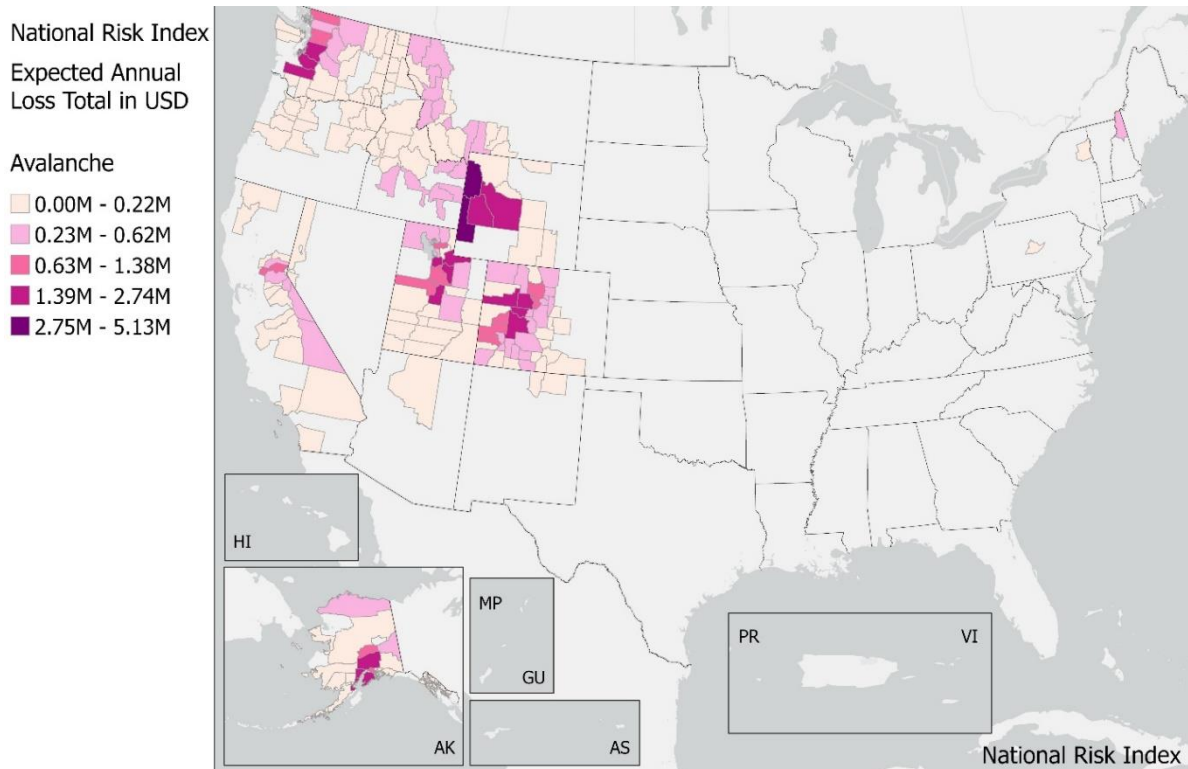 National Risk Index
Expected Annual
Loss Total in USD
Avalanche
0.00M - 0.22M
0.23M - 0.62M
0.63M - 1.38M
1.39M - 2.74M
2.75M - 5.13M
HI
AK
MP
GU
AS
PR
VI
National Risk Index